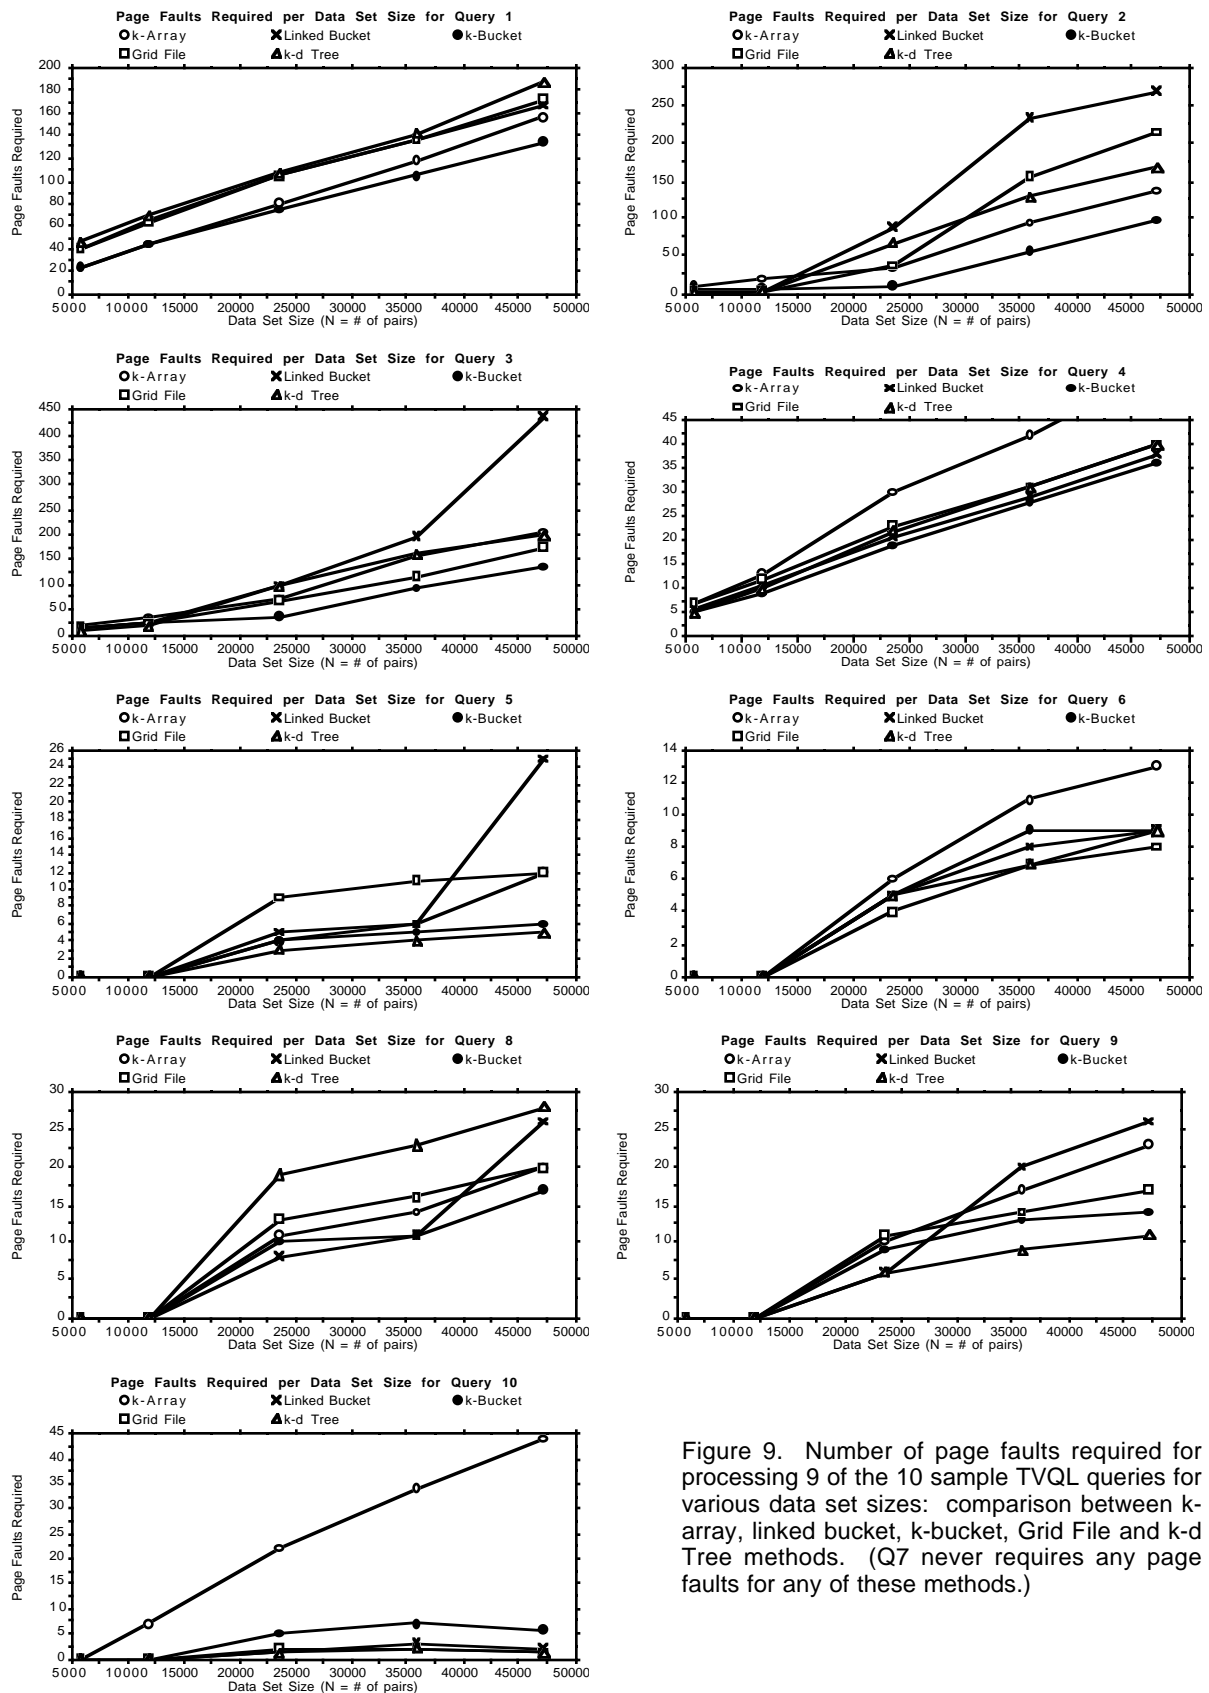 Page Faults Required per Data Set Size for Query 1
k-Array Linked Bucket k-Bucket
Grid File k-d Tree
Page Faults Required
200
180
160
140
120
100
80
60
40
20
0
5000 10000 15000 20000 25000 30000 35000 40000 45000 50000
Data Set Size (N = # of pairs)
Page Faults Required per Data Set Size for Query 2
k-Array Linked Bucket k-Bucket
Grid File k-d Tree
Page Faults Required
300
250
200
150
100
50
0
5000 10000 15000 20000 25000 30000 35000 40000 45000 50000
Data Set Size (N = # of pairs)
Page Faults Required per Data Set Size for Query 3
k-Array Linked Bucket k-Bucket
Grid File k-d Tree
Page Faults Required
450
400
350
300
250
200
150
100
50
0
5000 10000 15000 20000 25000 30000 35000 40000 45000 50000
Data Set Size (N = # of pairs)
Page Faults Required per Data Set Size for Query 4
k-Array Linked Bucket k-Bucket
Grid File k-d Tree
Page Faults Required
45
40
35
30
25
20
15
10
5
0
5000 10000 15000 20000 25000 30000 35000 40000 45000 50000
Data Set Size (N = # of pairs)
Page Faults Required per Data Set Size for Query 5
k-Array Linked Bucket k-Bucket
Grid File k-d Tree
Page Faults Required
26
24
22
20
18
16
14
12
10
8
6
4
2
0
5000 10000 15000 20000 25000 30000 35000 40000 45000 50000
Data Set Size (N = # of pairs)
Page Faults Required per Data Set Size for Query 6
k-Array Linked Bucket k-Bucket
Grid File k-d Tree
Page Faults Required
14
12
10
8
6
4
2
0
5000 10000 15000 20000 25000 30000 35000 40000 45000 50000
Data Set Size (N = # of pairs)
Page Faults Required per Data Set Size for Query 8
k-Array Linked Bucket k-Bucket
Grid File k-d Tree
Page Faults Required
30
25
20
15
10
5
0
5000 10000 15000 20000 25000 30000 35000 40000 45000 50000
Data Set Size (N = # of pairs)
Page Faults Required per Data Set Size for Query 9
k-Array Linked Bucket k-Bucket
Grid File k-d Tree
Page Faults Required
30
25
20
15
10
5
0
5000 10000 15000 20000 25000 30000 35000 40000 45000 50000
Data Set Size (N = # of pairs)
Page Faults Required per Data Set Size for Query 10
k-Array Linked Bucket k-Bucket
Grid File k-d Tree
Page Faults Required
45
40
35
30
25
20
15
10
5
0
5000 10000 15000 20000 25000 30000 35000 40000 45000 50000
Data Set Size (N = # of pairs)
Figure 9. Number of page faults required for
processing 9 of the 10 sample TVQL queries for
various data set sizes: comparison between k-
array, linked bucket, k-bucket, Grid File and k-d
Tree methods. (Q7 never requires any page
faults for any of these methods.)